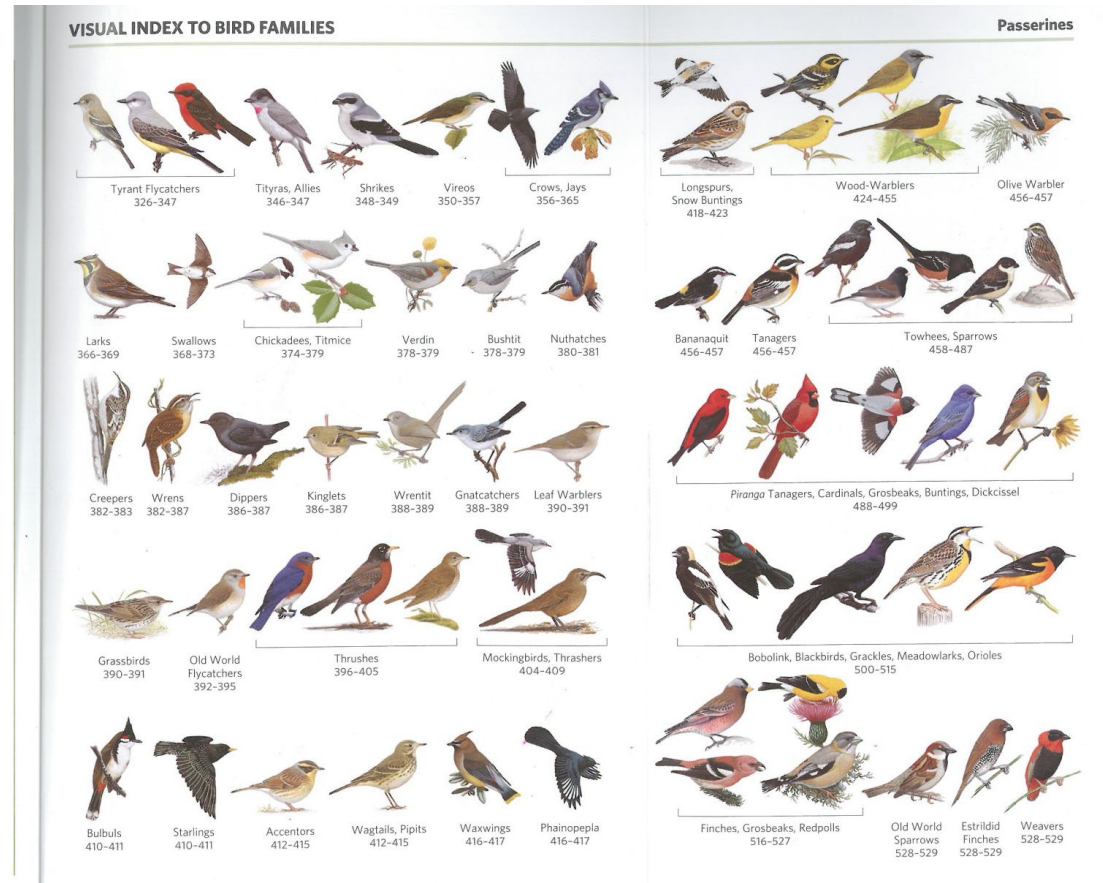 VISUAL INDEX TO BIRD FAMILIES
Passerines
Tyrant Flycatchers
326–347
Tityras, Allies
346–347
Shrikes
348–349
Vireos
350–357
Crows, Jays
356–365
Larks
366–369
Swallows
368–373
Chickadees, Titmice
374–379
Verdin
378–379
Bushtit
378–379
Nuthatches
380–381
Creepers
382–383
Wrens
382–387
Dippers
386–387
Kinglets
386–387
Wrentit
388–389
Gnatcatchers
388–389
Leaf Warblers
390–391
Grassbirds
390–391
Old World
Flycatchers
392–395
Thrushes
396–405
Mockingbirds, Thrashers
404–409
Bulbuls
410–411
Starlings
410–411
Accentors
412–415
Wagtails, Pipits
412–415
Waxwings
416–417
Phainopepla
416–417
Longspurs,
Snow Buntings
418–423
Wood-Warblers
424–455
Olive Warbler
456–457
Bananaquit
456–457
Tanagers
456–457
Towhees, Sparrows
458–487
Piranga Tanagers, Cardinals, Grosbeaks, Buntings, Dickcissel
488–499
Bobolink, Blackbirds, Grackles, Meadowlarks, Orioles
500–515
Finches, Grosbeaks, Redpolls
516–527
Old World
Sparrows
528–529
Estrildid
Finches
528–529
Weavers
528–529